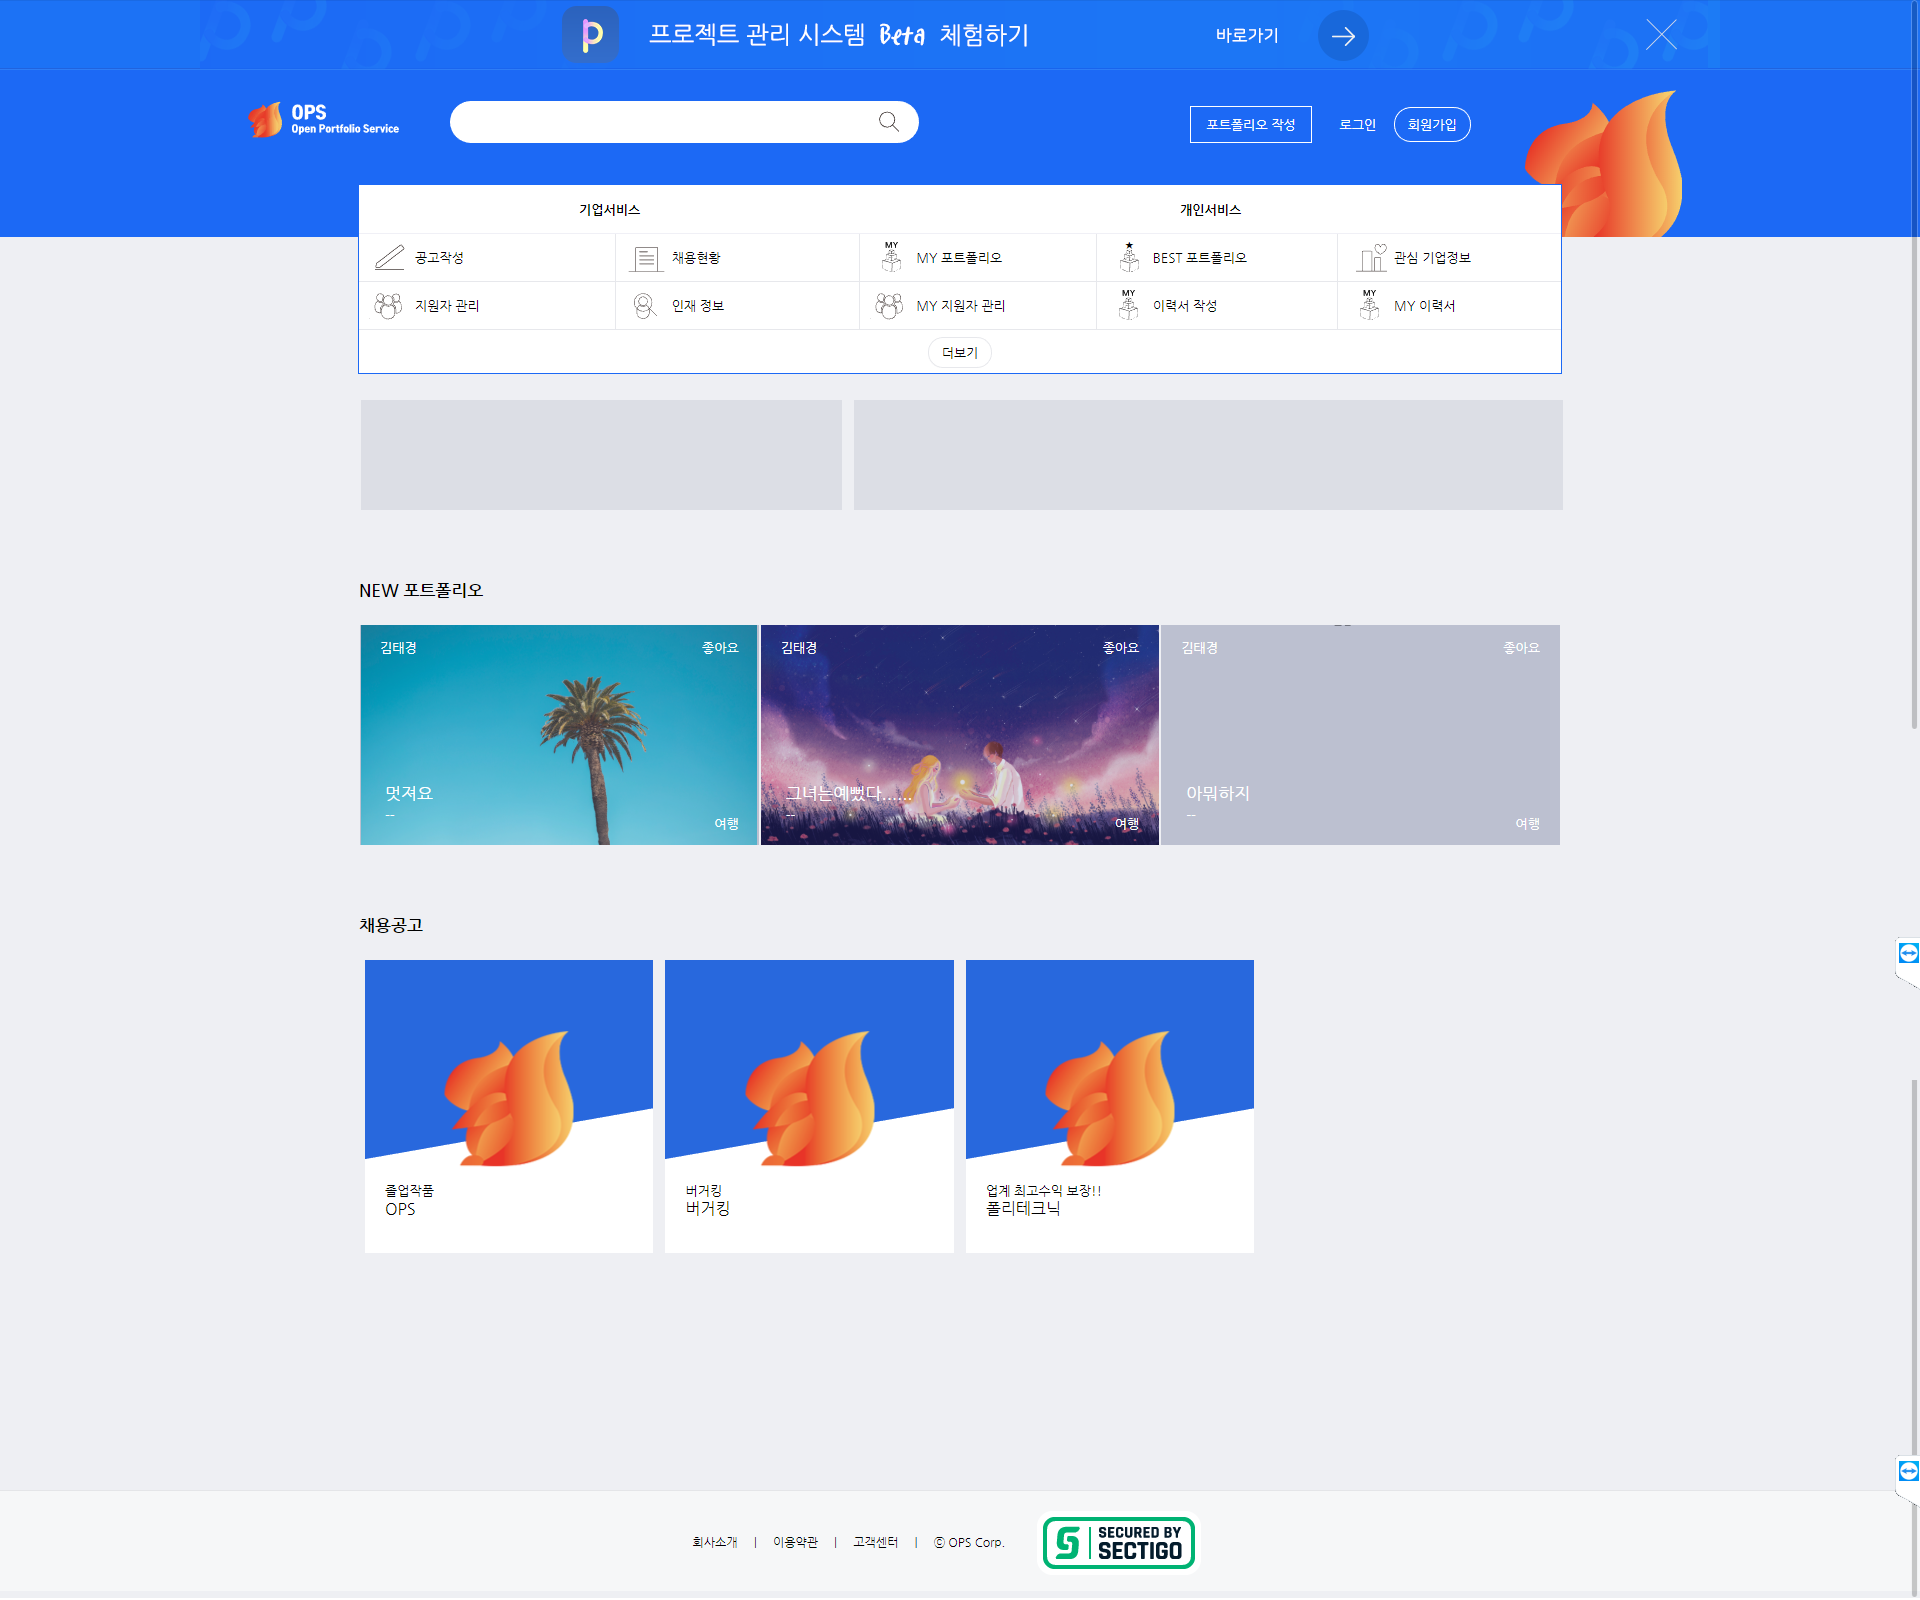 프로젝트 관리 시스템 Beta 체험하기
바로가기
OPS
Open Portfolio Service
포트폴리오 작성
로그인
회원가입
기업서비스
개인서비스
공고작성
채용현황
MY 포트폴리오
BEST 포트폴리오
관심 기업정보
지원자 관리
인재 정보
MY 지원자 관리
이력서 작성
MY 이력서
더보기
NEW 포트폴리오
김태경
좋아요
멋져요
--
여행
김태경
좋아요
그녀는예뻤다......
--
여행
김태경
좋아요
아뭐하지
--
여행
채용공고
졸업작품
OPS
버거킹
버거킹
업계 최고수익 보장!!
폴리테크닉
회사소개 | 이용약관 | 고객센터 | ⓒ OPS Corp.
SECURED BY
SECTIGO